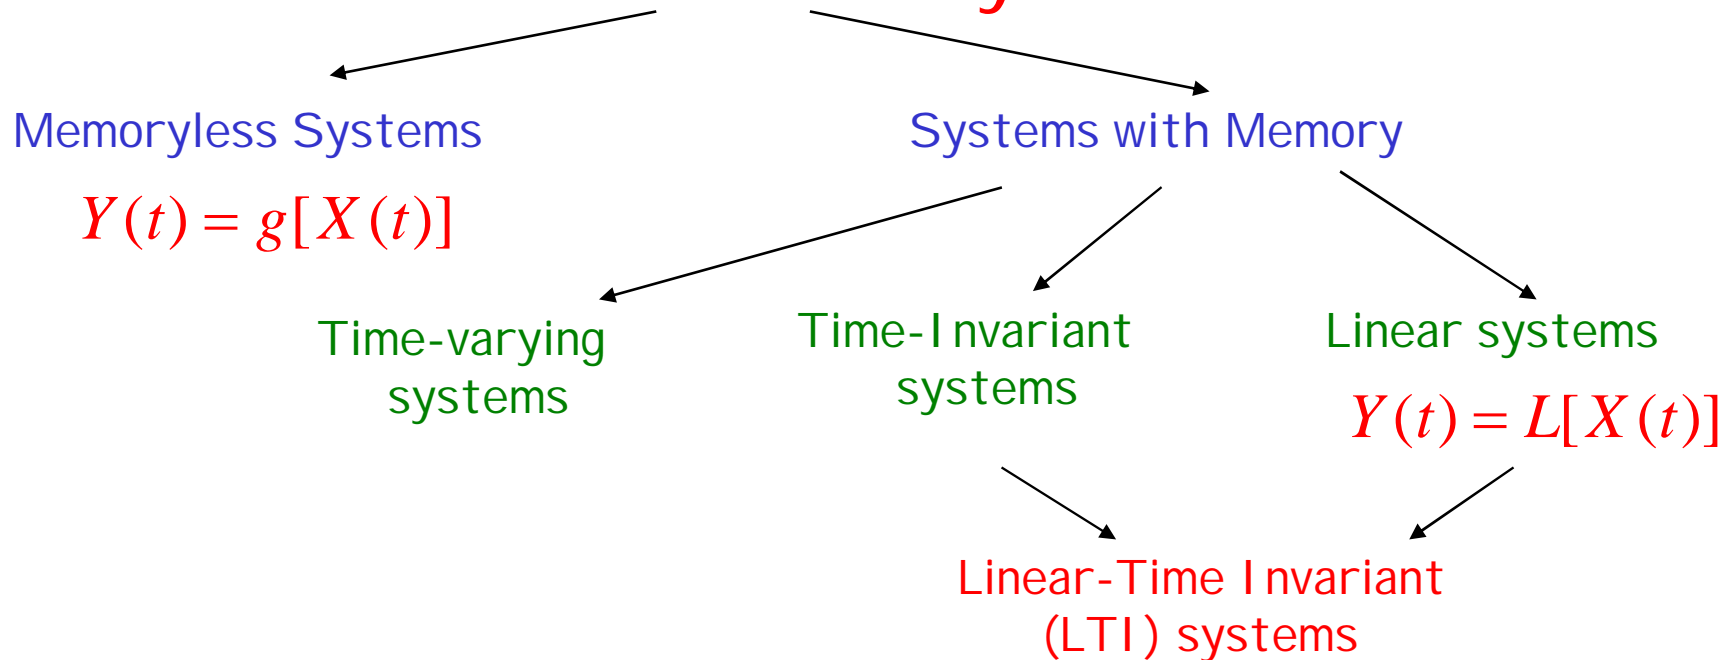 Memoryless Systems
Systems with Memory
Y(t) = g[X(t)]
Time-varying
systems
Time-Invariant
systems
Linear systems
Y(t) = L[X(t)]
Linear-Time Invariant
(LTI) systems